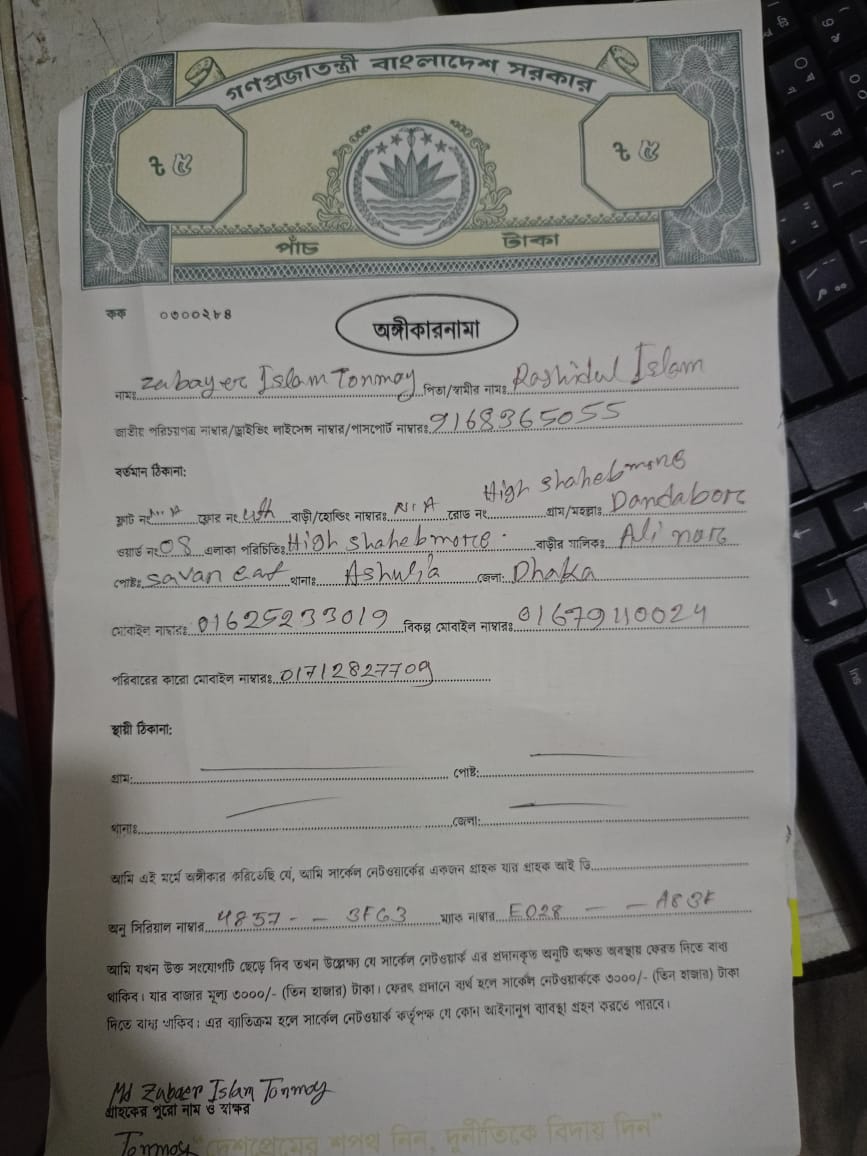 গণপ্রজাতন্ত্রী বাংলাদেশ সরকার
ট ৫ ট ৫
পাঁচ টাকা
কক ০৩০০২৮৪
অঙ্গীকারনামা
নামঃ Zubayer Islam Tonmoy পিতা/স্বামীর নামঃ Rashidul Islam
জাতীয় পরিচয়পত্র নাম্বার/ড্রাইভিং লাইসেন্স নাম্বার/পাসপোর্ট নাম্বারঃ 9168365055
বর্তমান ঠিকানা:
ফ্লাট নং N/A ফ্লোর নং 4th বাড়ী/হোল্ডিং নাম্বারঃ N/A রোড নং High shahebmore গ্রাম/মহল্লাঃ Dandabore
ওয়ার্ড নং 08 এলাকা পরিচিতিঃ High shahebmore বাড়ীর মালিকঃ Ali
পোষ্টঃ savan east থানাঃ Ashulia জেলা: Dhaka
মোবাইল নাম্বারঃ 01625233019 বিকল্প মোবাইল নাম্বারঃ 01679110024
পরিবারের কারো মোবাইল নাম্বারঃ 01712827709
স্থায়ী ঠিকানা:
গ্রাম: পোষ্ট:
থানাঃ জেলা:
আমি এই মর্মে অঙ্গীকার করিতেছি যে, আমি সার্কেল নেটওয়ার্কের একজন গ্রাহক যার গ্রাহক আই ডি
অনু সিরিয়াল নাম্বার 4857 - - 3FG3 ম্যাক নাম্বার E028 - - A83F
আমি যখন উক্ত সংযোগটি ছেড়ে দিব তখন উল্লেক্ষ্য যে সার্কেল নেটওয়ার্ক এর প্রদানকৃত অনুটি অক্ষত অবস্থায় ফেরত দিতে বাধ্য
থাকিব। যার বাজার মূল্য ৩০০০/- (তিন হাজার) টাকা। ফেরৎ প্রদানে ব্যর্থ হলে সার্কেল নেটওয়ার্ককে ৩০০০/- (তিন হাজার) টাকা
দিতে বাধ্য থাকিব। এর ব্যতিক্রম হলে সার্কেল নেটওয়ার্ক কর্তৃপক্ষ যে কোন আইনানুগ ব্যবস্থা গ্রহন করতে পারবে।
Md Zubaer Islam Tonmoy
গ্রাহকের পুরো নাম ও স্বাক্ষর
Tonmoy "দেশপ্রেমের শপথ নিন, দুর্নীতিকে বিদায় দিন"